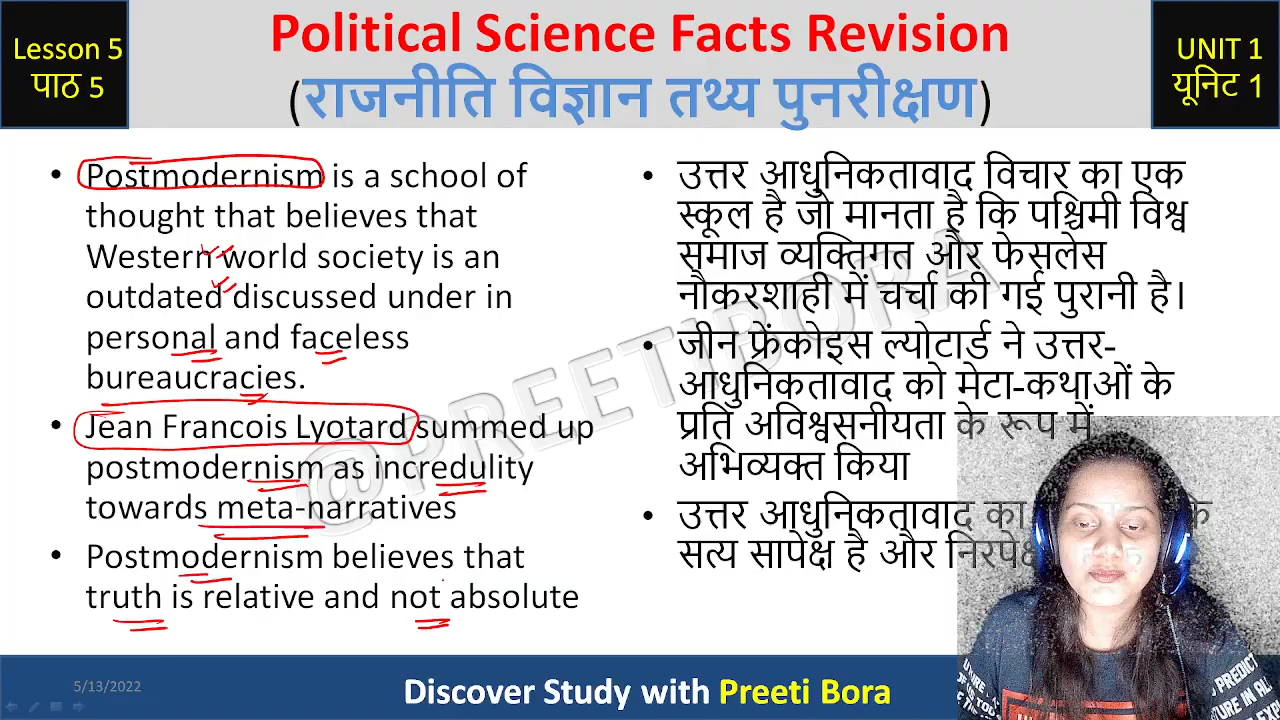 Lesson 5
पाठ 5
Political Science Facts Revision
(राजनीति विज्ञान तथ्य पुनरीक्षण)
UNIT 1
यूनिट 1
• Postmodernism is a school of
thought that believes that
Western world society is an
outdated discussed under in
personal and faceless
bureaucracies.
• Jean Francois Lyotard summed up
postmodernism as incredulity
towards meta-narratives
• Postmodernism believes that
truth is relative and not absolute
• उत्तर आधुनिकतावाद विचार का एक
स्कूल है जो मानता है कि पश्चिमी विश्व
समाज व्यक्तिगत और फेसलेस
नौकरशाही में चर्चा की गई पुरानी है।
• जीन फ्रेंकोइस ल्योटार्ड ने उत्तर-
आधुनिकतावाद को मेटा-कथाओं के
प्रति अविश्वसनीयता के रूप में
अभिव्यक्त किया
• उत्तर आधुनिकतावाद का के
सत्य सापेक्ष है और निरपेक्ष
@PREETIBORA
5/13/2022
Discover Study with Preeti Bora